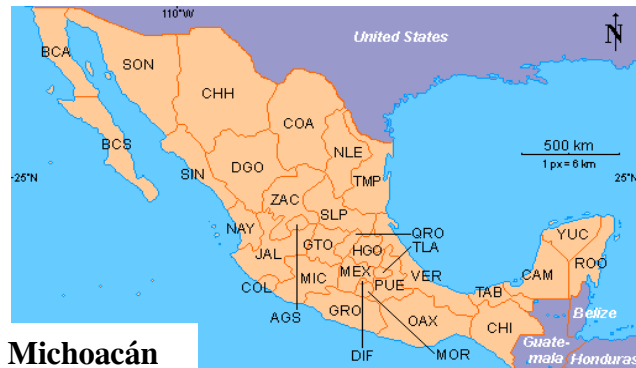 110°W
N
BCA
SON
United States
CHH
COA
BCS
NLE
500 km
1 px = 6 km
25°N
SIN
DGO
TMP
25°N
ZAC
SLP
NAY
QRO
YUC
JAL
GTO
HGO
TLA
ROO
COL
MIC
MEX
PUE
VER
CAM
TAB
AGS
GRO
OAX
CHI
Belize
DIF
MOR
Guate-
mala
Honduras
Michoacán